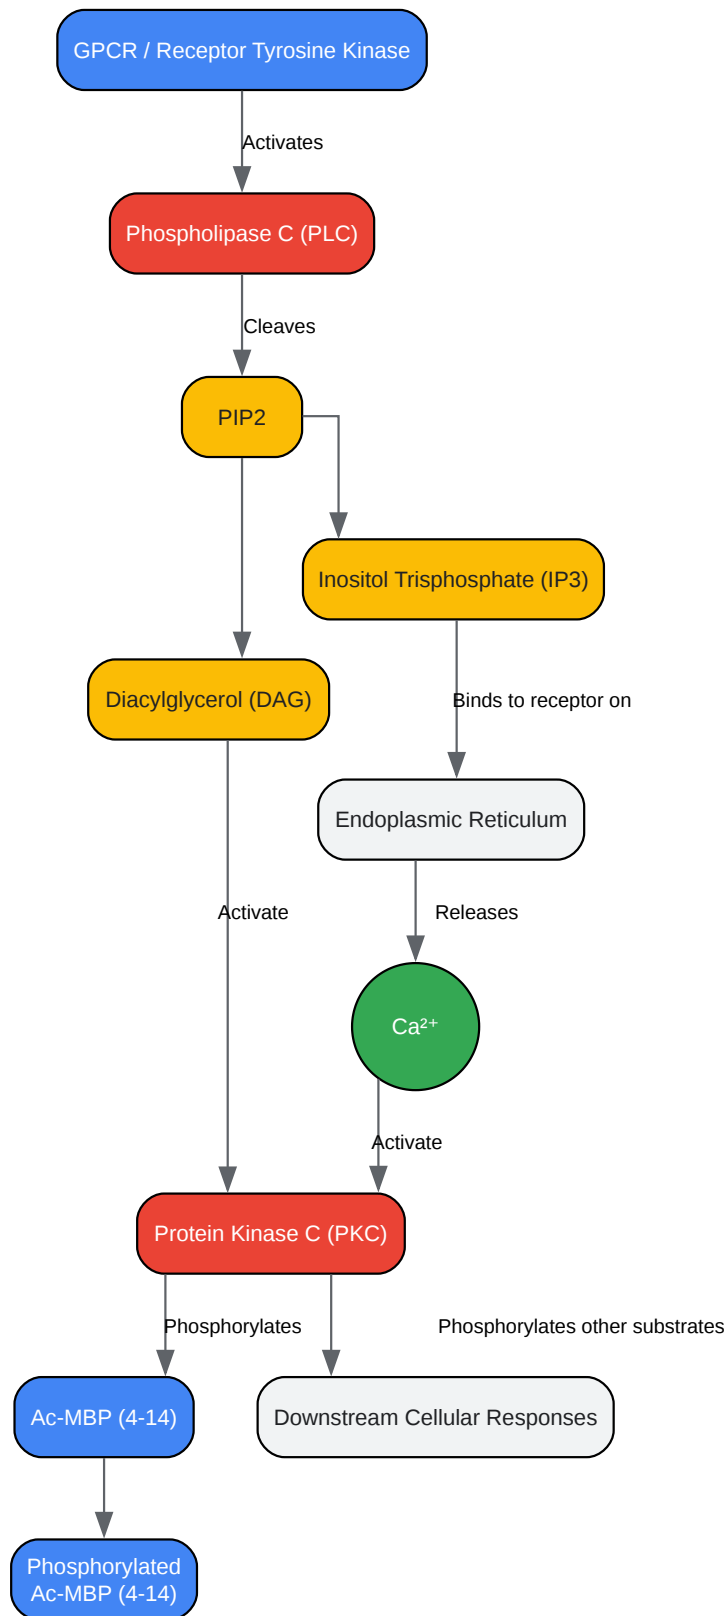 GPCR / Receptor Tyrosine Kinase
Activates
Phospholipase C (PLC)
Cleaves
PIP2
Inositol Trisphosphate (IP3)
Diacylglycerol (DAG)
Binds to receptor on
Endoplasmic Reticulum
Activate
Releases
Ca²⁺
Activate
Protein Kinase C (PKC)
Phosphorylates
Phosphorylates other substrates
Ac-MBP (4-14)
Downstream Cellular Responses
Phosphorylated
Ac-MBP (4-14)